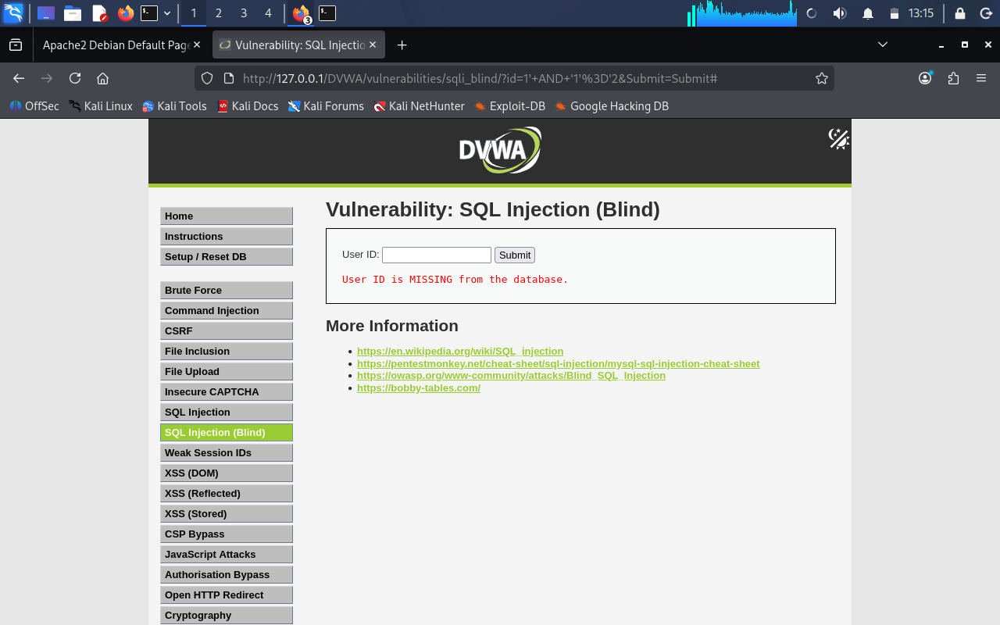 1 2 3 4 3 13:15
Apache2 Debian Default Page Vulnerability: SQL Injectio
http://127.0.0.1/DVWA/vulnerabilities/sqli_blind/?id=1'+AND+'1'%3D'2&Submit=Submit#
OffSec Kali Linux Kali Tools Kali Docs Kali Forums Kali NetHunter Exploit-DB Google Hacking DB
DVWA
Home
Instructions
Setup / Reset DB
Brute Force
Command Injection
CSRF
File Inclusion
File Upload
Insecure CAPTCHA
SQL Injection
SQL Injection (Blind)
Weak Session IDs
XSS (DOM)
XSS (Reflected)
XSS (Stored)
CSP Bypass
JavaScript Attacks
Authorisation Bypass
Open HTTP Redirect
Cryptography
Vulnerability: SQL Injection (Blind)
User ID: Submit
User ID is MISSING from the database.
More Information
https://en.wikipedia.org/wiki/SQL_injection
https://pentestmonkey.net/cheat-sheet/sql-injection/mysql-sql-injection-cheat-sheet
https://owasp.org/www-community/attacks/Blind_SQL_Injection
https://bobby-tables.com/